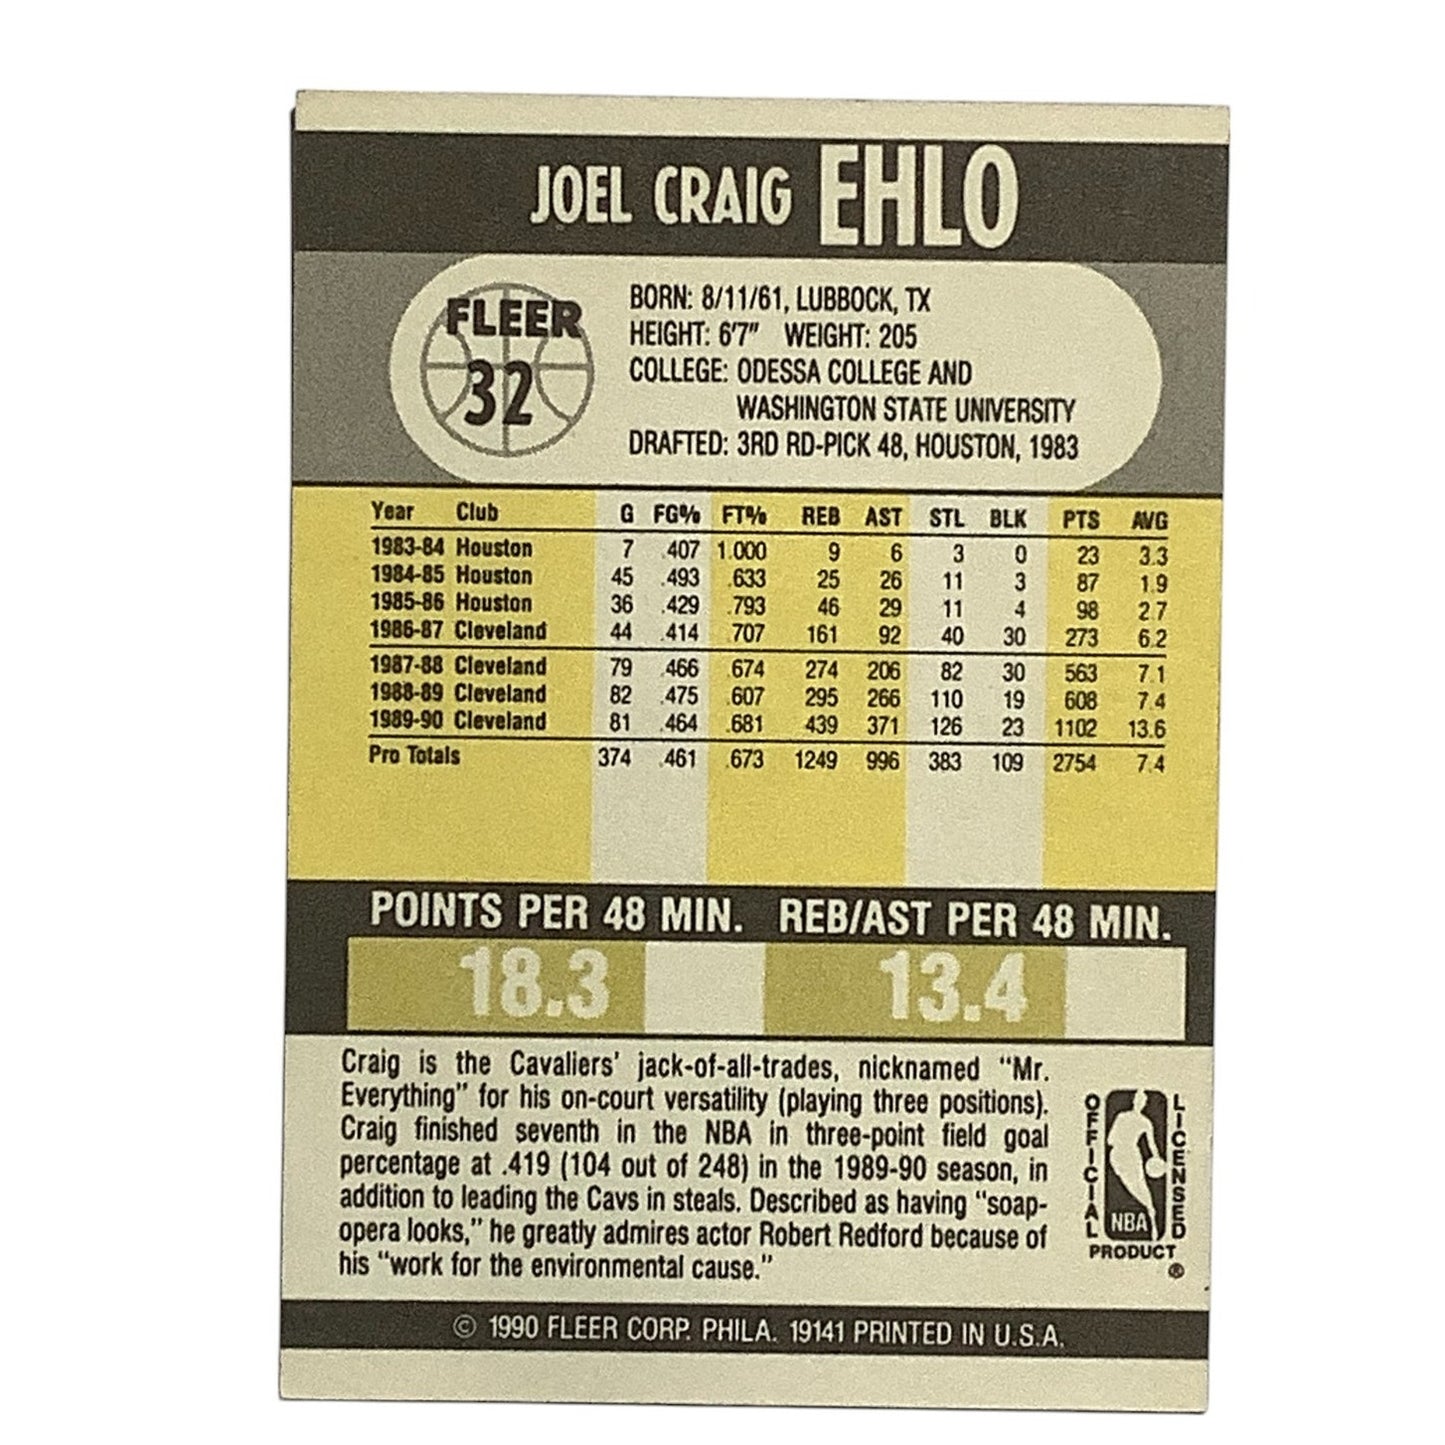 JOEL CRAIG EHLO
FLEER
32
BORN: 8/11/61, LUBBOCK, TX
HEIGHT: 6'7" WEIGHT: 205
COLLEGE: ODESSA COLLEGE AND
WASHINGTON STATE UNIVERSITY
DRAFTED: 3RD RD-PICK 48, HOUSTON, 1983
Year Club G FG% FT% REB AST STL BLK PTS AVG
1983-84 Houston 7 .407 1.000 9 6 3 0 23 3.3
1984-85 Houston 45 .493 .633 25 26 11 3 87 1.9
1985-86 Houston 36 .429 .793 46 29 11 4 98 2.7
1986-87 Cleveland 44 .414 .707 161 92 40 30 273 6.2
1987-88 Cleveland 79 .466 .674 274 206 82 30 563 7.1
1988-89 Cleveland 82 .475 .607 295 266 110 19 608 7.4
1989-90 Cleveland 81 .464 .681 439 371 126 23 1102 13.6
Pro Totals 374 .461 .673 1249 996 383 109 2754 7.4
POINTS PER 48 MIN. REB/AST PER 48 MIN.
18.3 13.4
Craig is the Cavaliers' jack-of-all-trades, nicknamed "Mr.
Everything" for his on-court versatility (playing three positions).
Craig finished seventh in the NBA in three-point field goal
percentage at .419 (104 out of 248) in the 1989-90 season, in
addition to leading the Cavs in steals. Described as having "soap-
opera looks," he greatly admires actor Robert Redford because of
his "work for the environmental cause."
OFFICIAL
LICENSED
NBA
PRODUCT
®
© 1990 FLEER CORP. PHILA. 19141 PRINTED IN U.S.A.